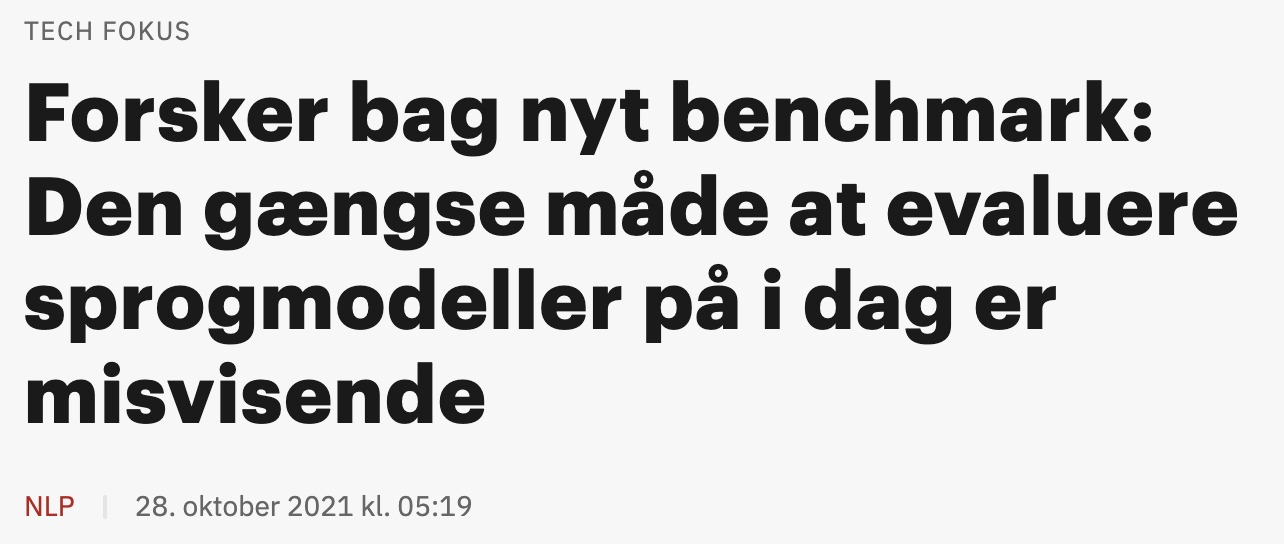 TECH FOKUS
Forsker bag nyt benchmark:
Den gængse måde at evaluere
sprogmodeller på i dag er
misvisende
NLP | 28. oktober 2021 kl. 05:19